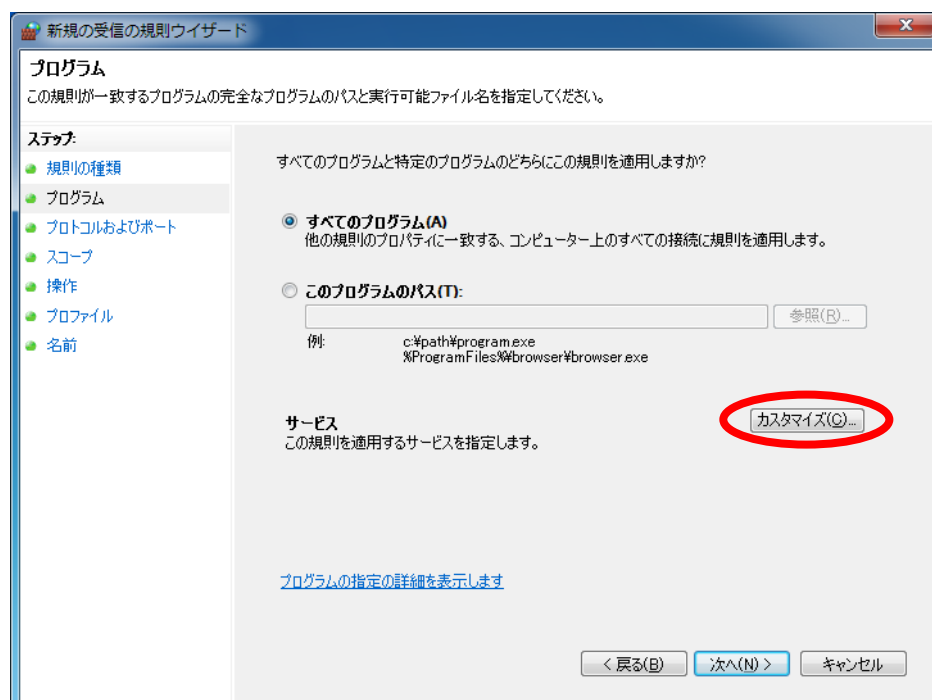 新規の受信の規則ウィザード
プログラム
この規則が一致するプログラムの完全なプログラムのパスと実行可能ファイル名を指定してください。
ステップ:
規則の種類
プログラム
プロトコルおよびポート
スコープ
操作
プロファイル
名前
すべてのプログラムと特定のプログラムのどちらにこの規則を適用しますか?
すべてのプログラム(A)
他の規則のプロパティに一致する、コンピューター上のすべての接続に規則を適用します。
このプログラムのパス(T):
参照(R)...
例: c:¥path¥program.exe
%ProgramFiles%¥browser¥browser.exe
サービス
カスタマイズ(C)...
この規則を適用するサービスを指定します。
プログラムの指定の詳細を表示します
< 戻る(B) 次へ(N) > キャンセル